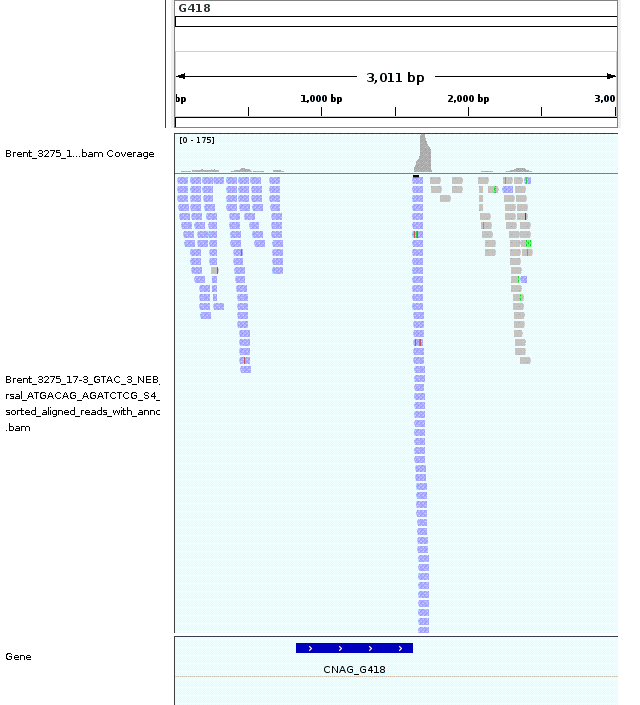 G418
3,011 bp
bp
1,000 bp
2,000 bp
3,00
[0 - 175]
Brent_3275_1...bam Coverage
Brent_3275_17-3_GTAC_3_NEB_
rsal_ATGACAG_AGATCTCG_S4_
sorted_aligned_reads_with_annc
.bam
Gene
CNAG_G418